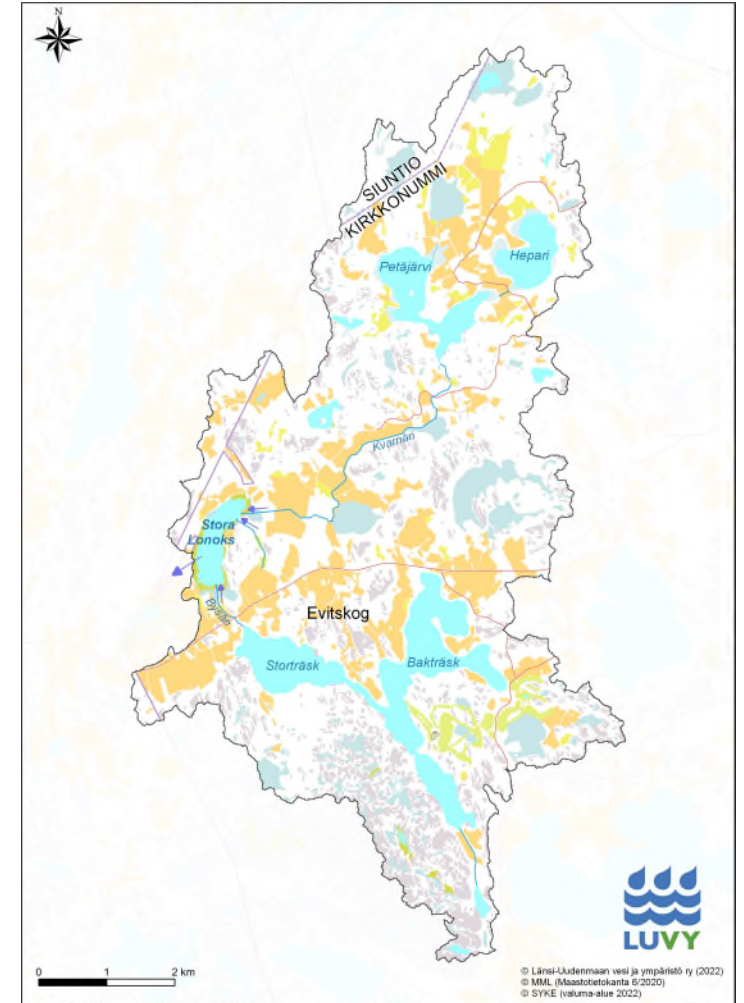 N
SIUNTIO
KIRKKONUMMI
Petäjärvi
Hepari
Kvarnån
Stora
Lonoks
Byån
Evitskog
Storträsk
Bakträsk
LUVY
0 1 2 km
© Länsi-Uudenmaan vesi ja ympäristö ry (2022)
© MML (Maastotietokanta 6/2020)
© SYKE (valuma-alue 2022)